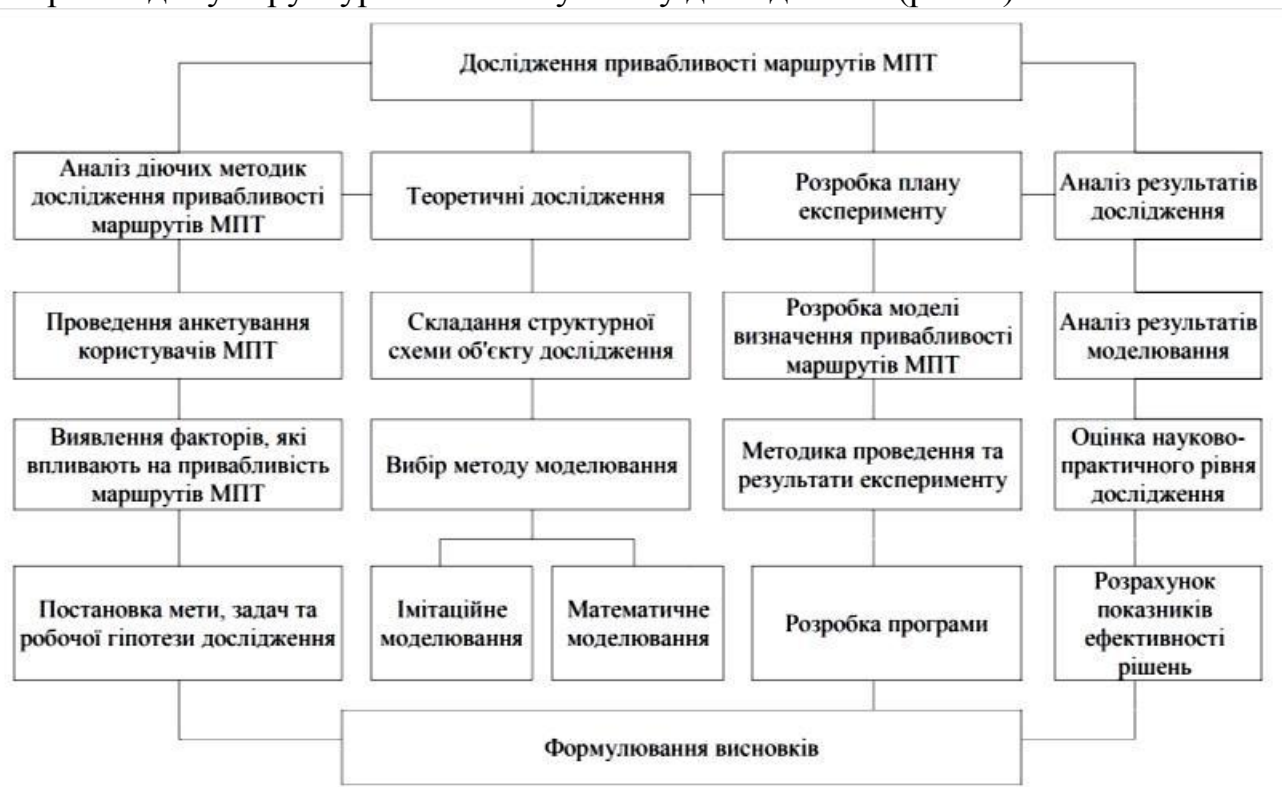 Дослідження привабливості маршрутів МПТ
Аналіз діючих методик
дослідження привабливості
маршрутів МПТ
Теоретичні дослідження
Розробка плану
експерименту
Аналіз результатів
дослідження
Проведення анкетування
користувачів МПТ
Складання структурної
схеми об'єкту дослідження
Розробка моделі
визначення привабливості
маршрутів МПТ
Аналіз результатів
моделювання
Виявлення факторів, які
впливають на привабливість
маршрутів МПТ
Вибір методу моделювання
Методика проведення та
результати експерименту
Оцінка науково-
практичного рівня
дослідження
Постановка мети, задач та
робочої гіпотези дослідження
Імітаційне
моделювання
Математичне
моделювання
Розробка програми
Розрахунок
показників
ефективності
рішень
Формулювання висновків